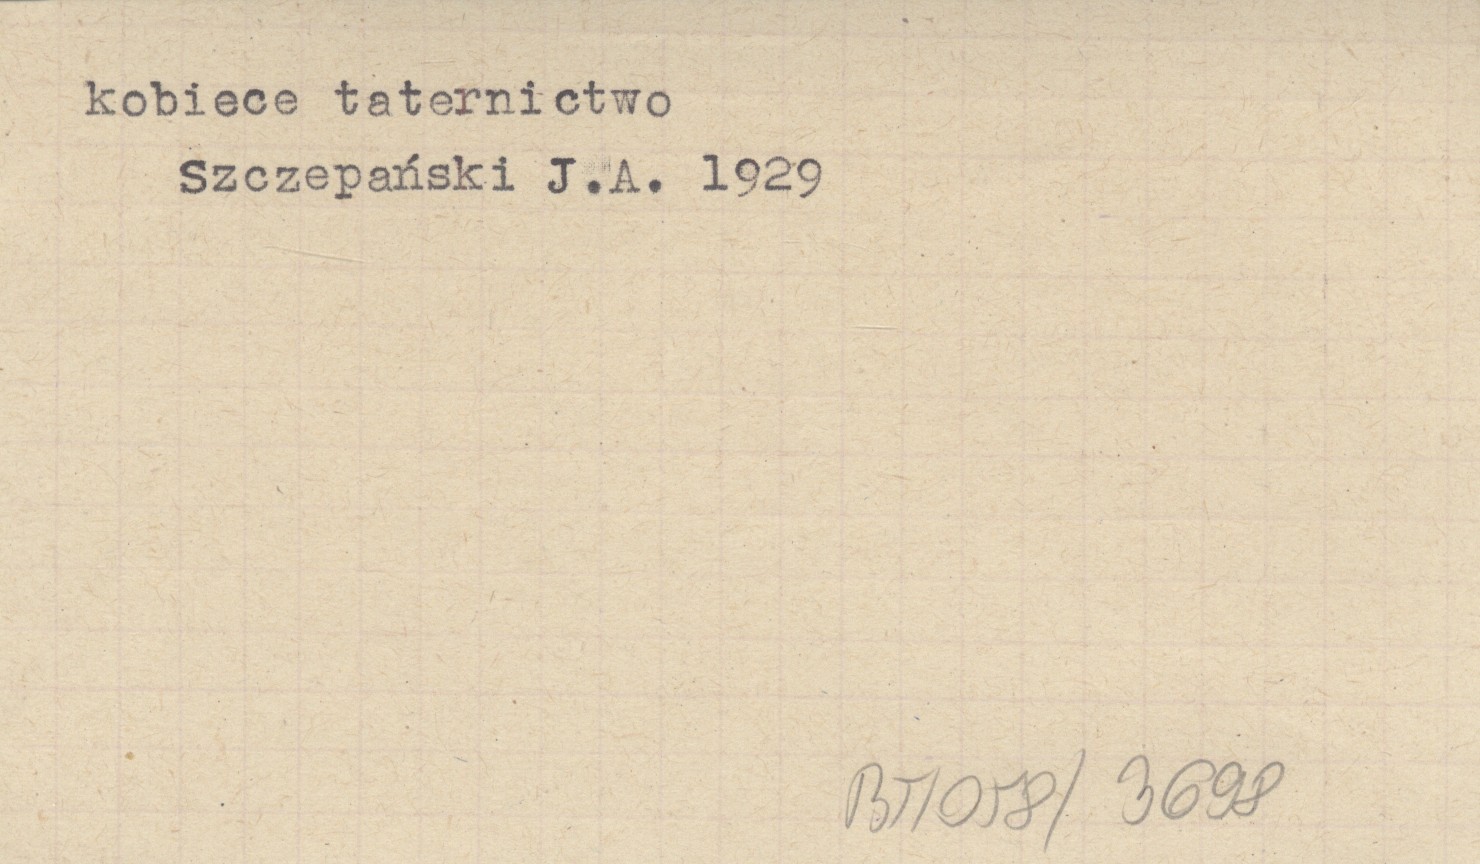 kobiece taternictwo
Szczepański J.A. 1929
BT/058/ 3698